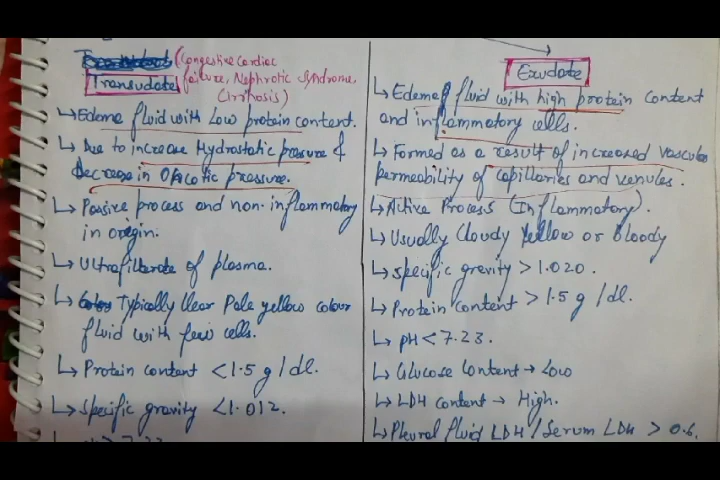 (Congestive Cardiac
Transudate failure, Nephrotic Syndrome,
Cirrhosis)
↳ Edema fluid with Low protein content.
↳ Due to increase Hydrostatic pressure &
decrease in Oncotic pressure.
↳ Passive process and non-inflammatory
in origin.
↳ Ultrafilterate of plasma.
↳ Typically Clear Pale yellow colour
fluid with few cells.
↳ Protein content <1.5 g/dl.
↳ Specific gravity <1.012.
Exudate
↳ Edema fluid with high protein content
and inflammatory cells.
↳ Formed as a result of increased vascular
permeability of capillaries and venules.
↳ Active Process (Inflammatory).
↳ Usually Cloudy Yellow or bloody
↳ Specific gravity >1.020.
↳ Protein content >1.5 g/dl.
↳ pH <7.23.
↳ Glucose Content → Low
↳ LDH content → High.
↳ Pleural fluid LDH / Serum LDH > 0.6.